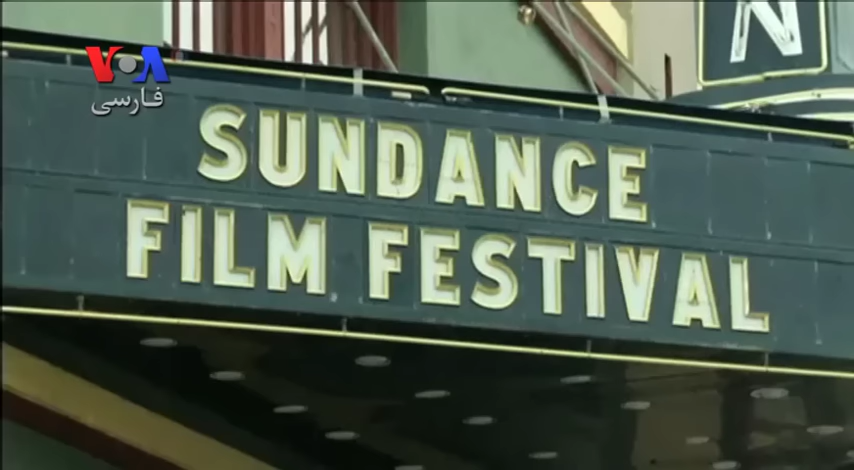 VOA
فارسی
SUNDANCE
FILM FESTIVAL
N